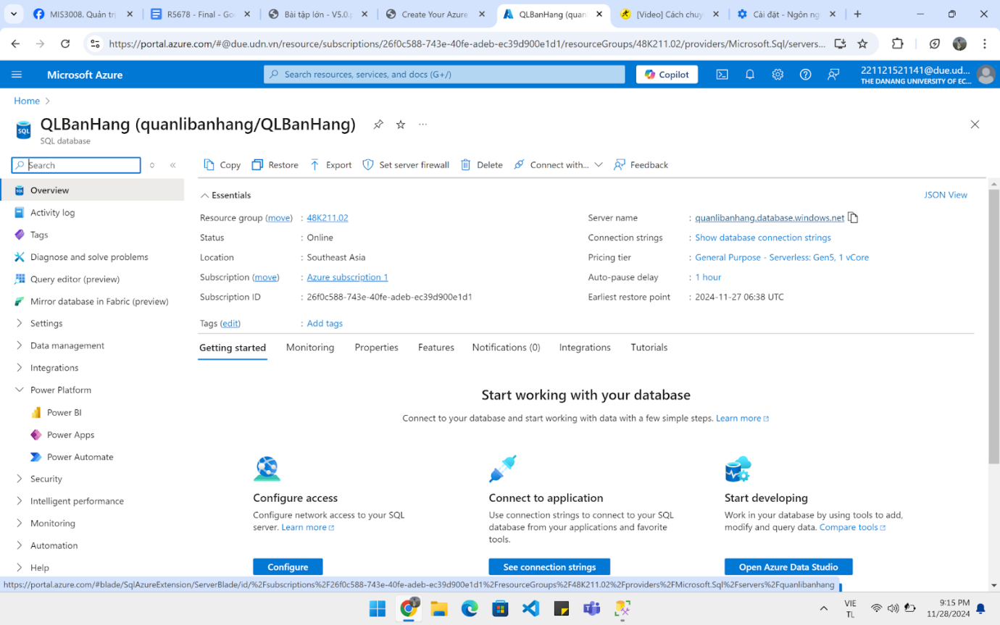 MIS3008. Quản trị
R5678 - Final - Goo
Bài tập lớn - V5.0.p
Create Your Azure
QLBanHang (quan
[Video] Cách chuy
Cài đặt - Ngôn ng
https://portal.azure.com/#@due.udn.vn/resource/subscriptions/26f0c588-743e-40fe-adeb-ec39d900e1d1/resourceGroups/48K211.02/providers/Microsoft.Sql/servers...
Microsoft Azure
Search resources, services, and docs (G+/)
Copilot
221121521141@due.ud...
THE DANANG UNIVERSITY OF EC...
Home
QLBanHang (quanlibanhang/QLBanHang)
SQL
SQL database
Search
Copy
Restore
Export
Set server firewall
Delete
Connect with...
Feedback
Overview
Activity log
Tags
Diagnose and solve problems
Query editor (preview)
Mirror database in Fabric (preview)
Settings
Data management
Integrations
Power Platform
Power BI
Power Apps
Power Automate
Security
Intelligent performance
Monitoring
Automation
Help
Essentials
JSON View
Resource group (move) : 48K211.02
Status : Online
Location : Southeast Asia
Subscription (move) : Azure subscription 1
Subscription ID : 26f0c588-743e-40fe-adeb-ec39d900e1d1
Tags (edit) : Add tags
Server name : quanlibanhang.database.windows.net
Connection strings : Show database connection strings
Pricing tier : General Purpose - Serverless: Gen5, 1 vCore
Auto-pause delay : 1 hour
Earliest restore point : 2024-11-27 06:38 UTC
Getting started
Monitoring
Properties
Features
Notifications (0)
Integrations
Tutorials
Start working with your database
Connect to your database and start working with data with a few simple steps. Learn more
Configure access
Configure network access to your SQL
server. Learn more
Configure
Connect to application
Use connection strings to connect to your SQL
database from your applications and favorite
tools.
See connection strings
Start developing
Work in your database by using tools to add,
modify and query data. Compare tools
Open Azure Data Studio
https://portal.azure.com/#blade/SqlAzureExtension/ServerBlade/id/%2Fsubscriptions%2F26f0c588-743e-40fe-adeb-ec39d900e1d1%2FresourceGroups%2F48K211.02%2Fproviders%2FMicrosoft.Sql%2Fservers%2Fquanlibanhang
VIE
TL
9:15 PM
11/28/2024